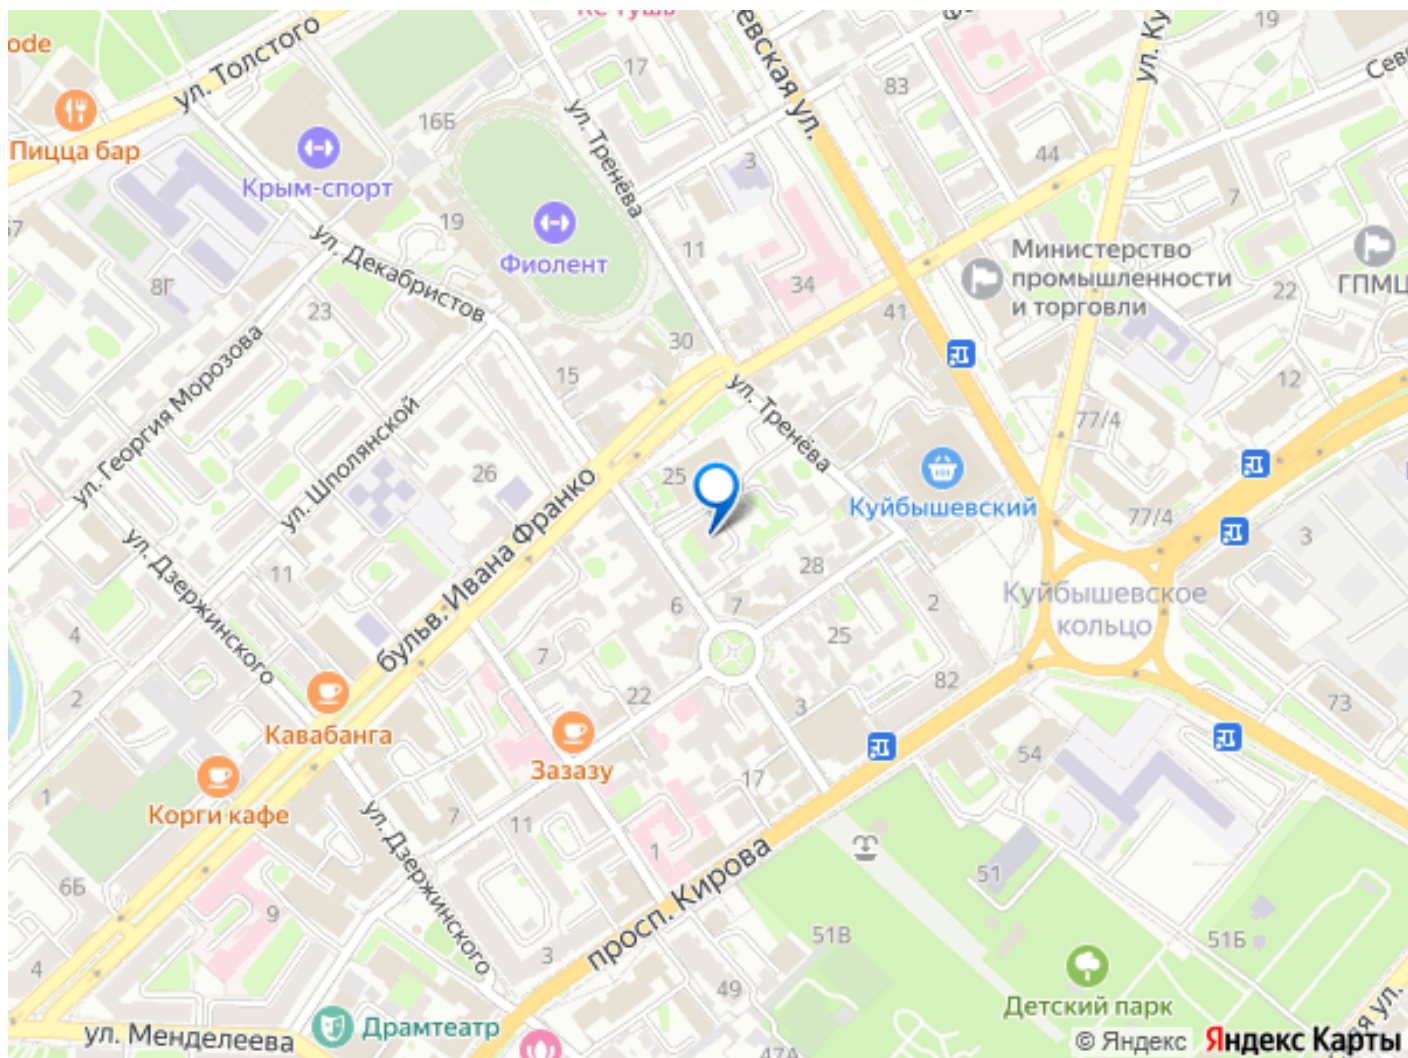 ode
ул. Толстого
17
ул. Ку
19
Сев
евская ул.
83
16Б
ул. Тренёва
Пицца бар
44
Крым-спорт
3
7
19
57
11
Фиолент
Министерство
промышленности
и торговли
ГПМЦ
ул. Декабристов
8Г
34
22
23
41
30
ул. Георгия Морозова
15
ул. Тренёва
12
ул. Шполянской
77/4
26
25
Куйбышевский
77/4
бульв. Ивана Франко
3
ул. Дзержинского
11
28
Куйбышевское
кольцо
6
7
2
4
25
7
82
2
22
3
73
Кавабанга
Зазазу
54
17
1
Корги кафе
7
11
ул. Дзержинского
1
просп. Кирова
51
6Б
9
51В
51Б
3
4
49
Детский парк
ул. Менделеева
Драмтеатр
47А
ая ул.
© Яндекс Яндекс Карты